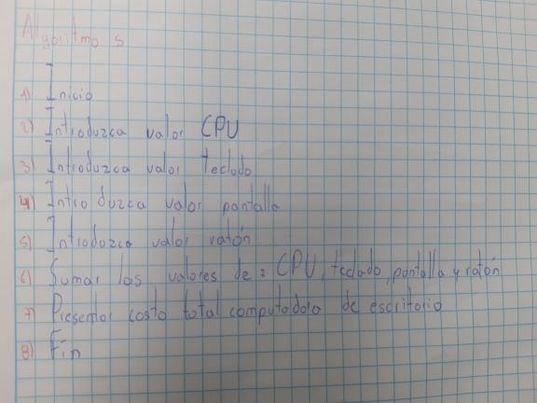 Algoritmo s
1) Inicio
2) Introduzca valor CPU
3) Introduzca valor teclado
4) Introduzca valor pantalla
5) Introduzca valor ratón
6) Sumar los valores de: CPU, teclado, pantalla y ratón
7) Presentar costo total computadora de escritorio
8) Fin